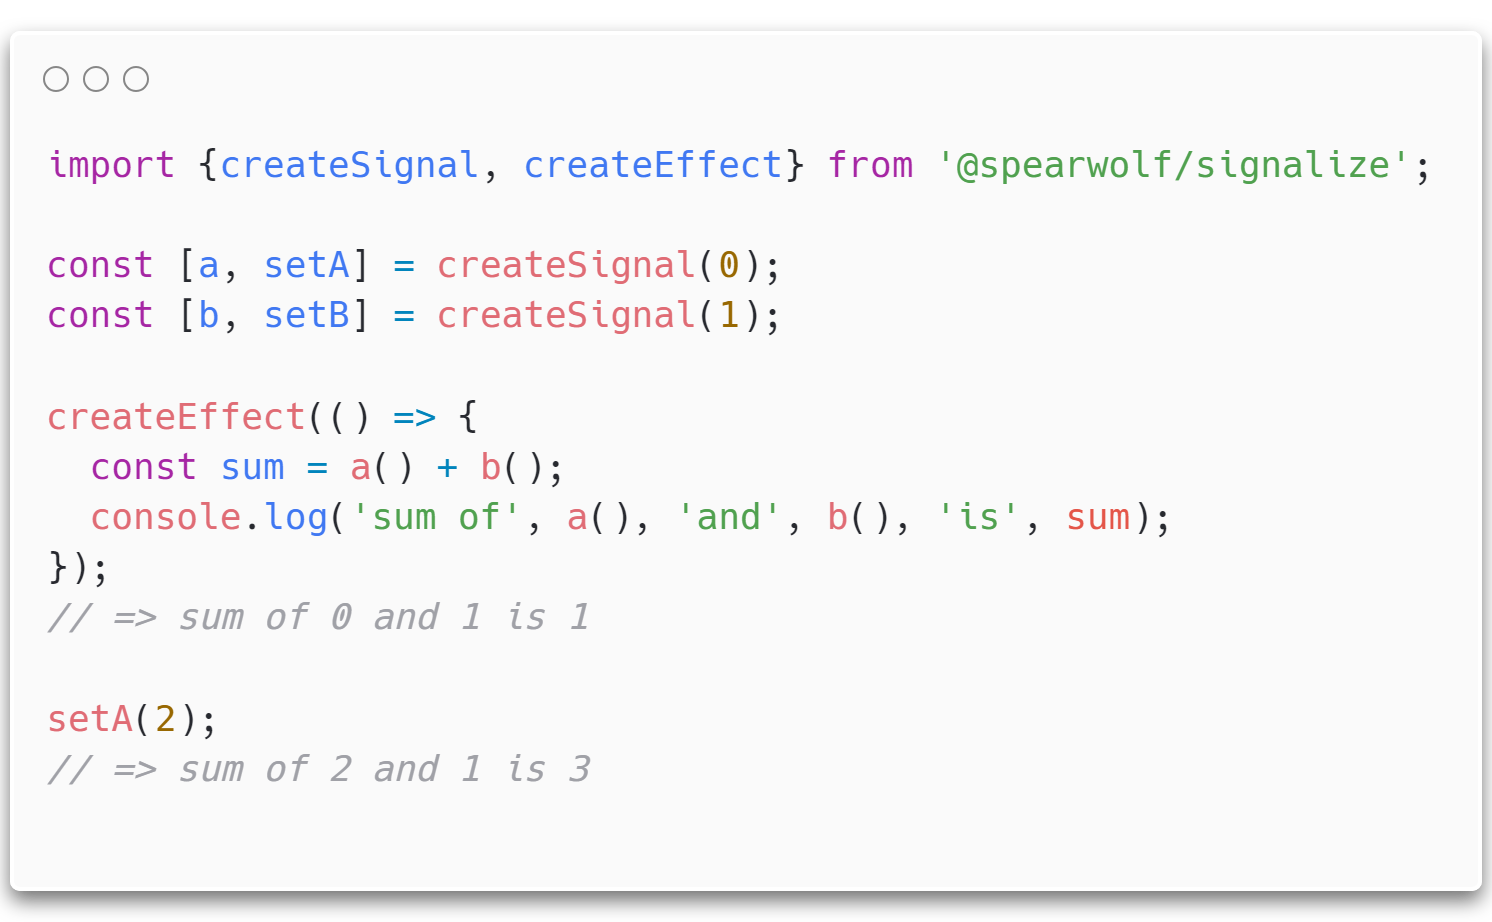 import {createSignal, createEffect} from '@spearwolf/signalize';
const [a, setA] = createSignal(0);
const [b, setB] = createSignal(1);
createEffect(() => {
  const sum = a() + b();
  console.log('sum of', a(), 'and', b(), 'is', sum);
});
// => sum of 0 and 1 is 1
setA(2);
// => sum of 2 and 1 is 3